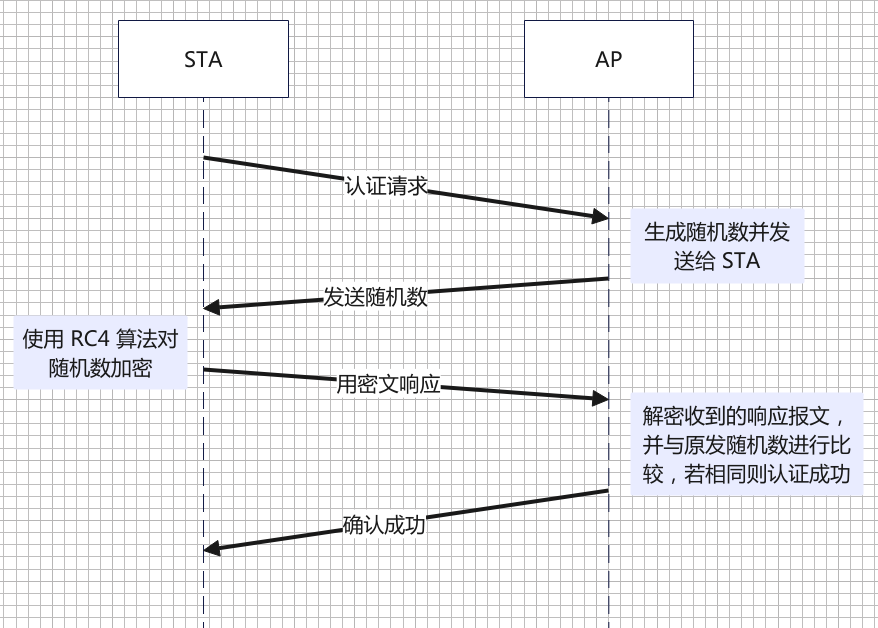 STA
AP
认证请求
生成随机数并发
送给 STA
发送随机数
使用 RC4 算法对
随机数加密
用密文响应
解密收到的响应报文，
并与原发随机数进行比
较，若相同则认证成功
确认成功